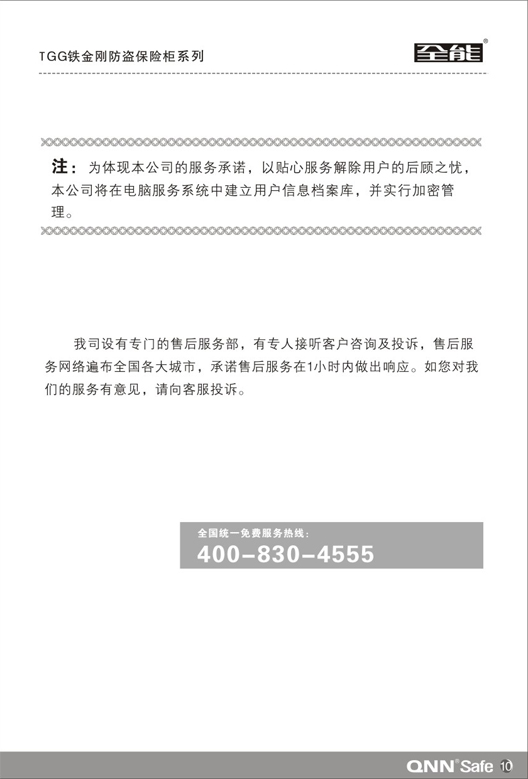 TGG铁金刚防盗保险柜系列
全能®
注：为体现本公司的服务承诺，以贴心服务解除用户的后顾之忧，
本公司将在电脑服务系统中建立用户信息档案库，并实行加密管
理。
我司设有专门的售后服务部，有专人接听客户咨询及投诉，售后服
务网络遍布全国各大城市，承诺售后服务在1小时内做出响应。如您对我
们的服务有意见，请向客服投诉。
全国统一免费服务热线：
400-830-4555
QNN®Safe 10